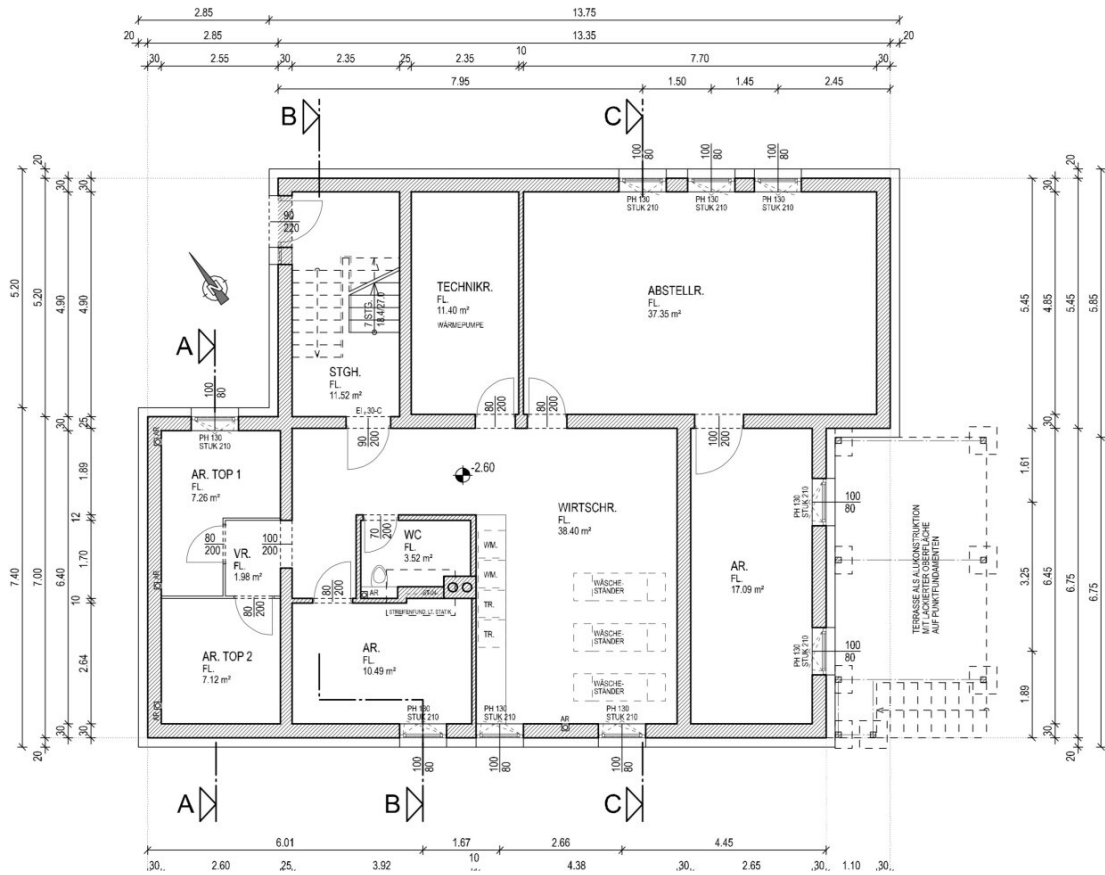 2.85 13.75
20 2.85 13.35 20
30 2.55 30 2.35 25 2.35 10 7.70 30
7.95 1.50 1.45 2.45
B C
100 80 100 80 100 80
PH 130 STUK 210
PH 130 STUK 210
PH 130 STUK 210
90 220
TECHNIKR.
FL.
11.40 m²
WÄRMEPUMPE
ABSTELLR.
FL.
37.35 m²
7 STG.
18.4/27.0
STGH.
FL.
11.52 m²
A
100 80
PH 130
STUK 210
EI₂30-C
90 200
80 200
80 200
100 200
-2.60
AR. TOP 1
FL.
7.26 m²
80 200
100 200
VR.
FL.
1.98 m²
80 200
AR. TOP 2
FL.
7.12 m²
70 200
WC
FL.
3.52 m²
AR
80 200
STREIFENFUND. LT. STATIK
AR.
FL.
10.49 m²
WM.
WM.
TR.
TR.
WIRTSCHR.
FL.
38.40 m²
WÄSCHE-
STÄNDER
WÄSCHE-
STÄNDER
WÄSCHE-
STÄNDER
AR.
FL.
17.09 m²
PH 130
STUK 210
100
80
PH 130
STUK 210
100
80
TERRASSE ALS ALUKONSTRUKTION
MIT LACKIERTER OBERFLÄCHE
AUF PUNKTFUNDAMENTEN
AR
AR
AR
PH 130 STUK 210
PH 130 STUK 210
AR
PH 130 STUK 210
100 80 100 80 100 80
A B C
20 5.20 7.40 20
5.20 7.00
30 4.90 30 6.40 30
30 4.90 25 1.89 12 1.70 10 2.64 30
5.45 1.61 3.25 1.89
30 4.85 30 6.45 30
20 5.45 6.75 20
5.85 6.75
6.01 1.67 2.66 4.45
30 2.60 25 3.92 10 4.38 30 2.65 30 1.10 30